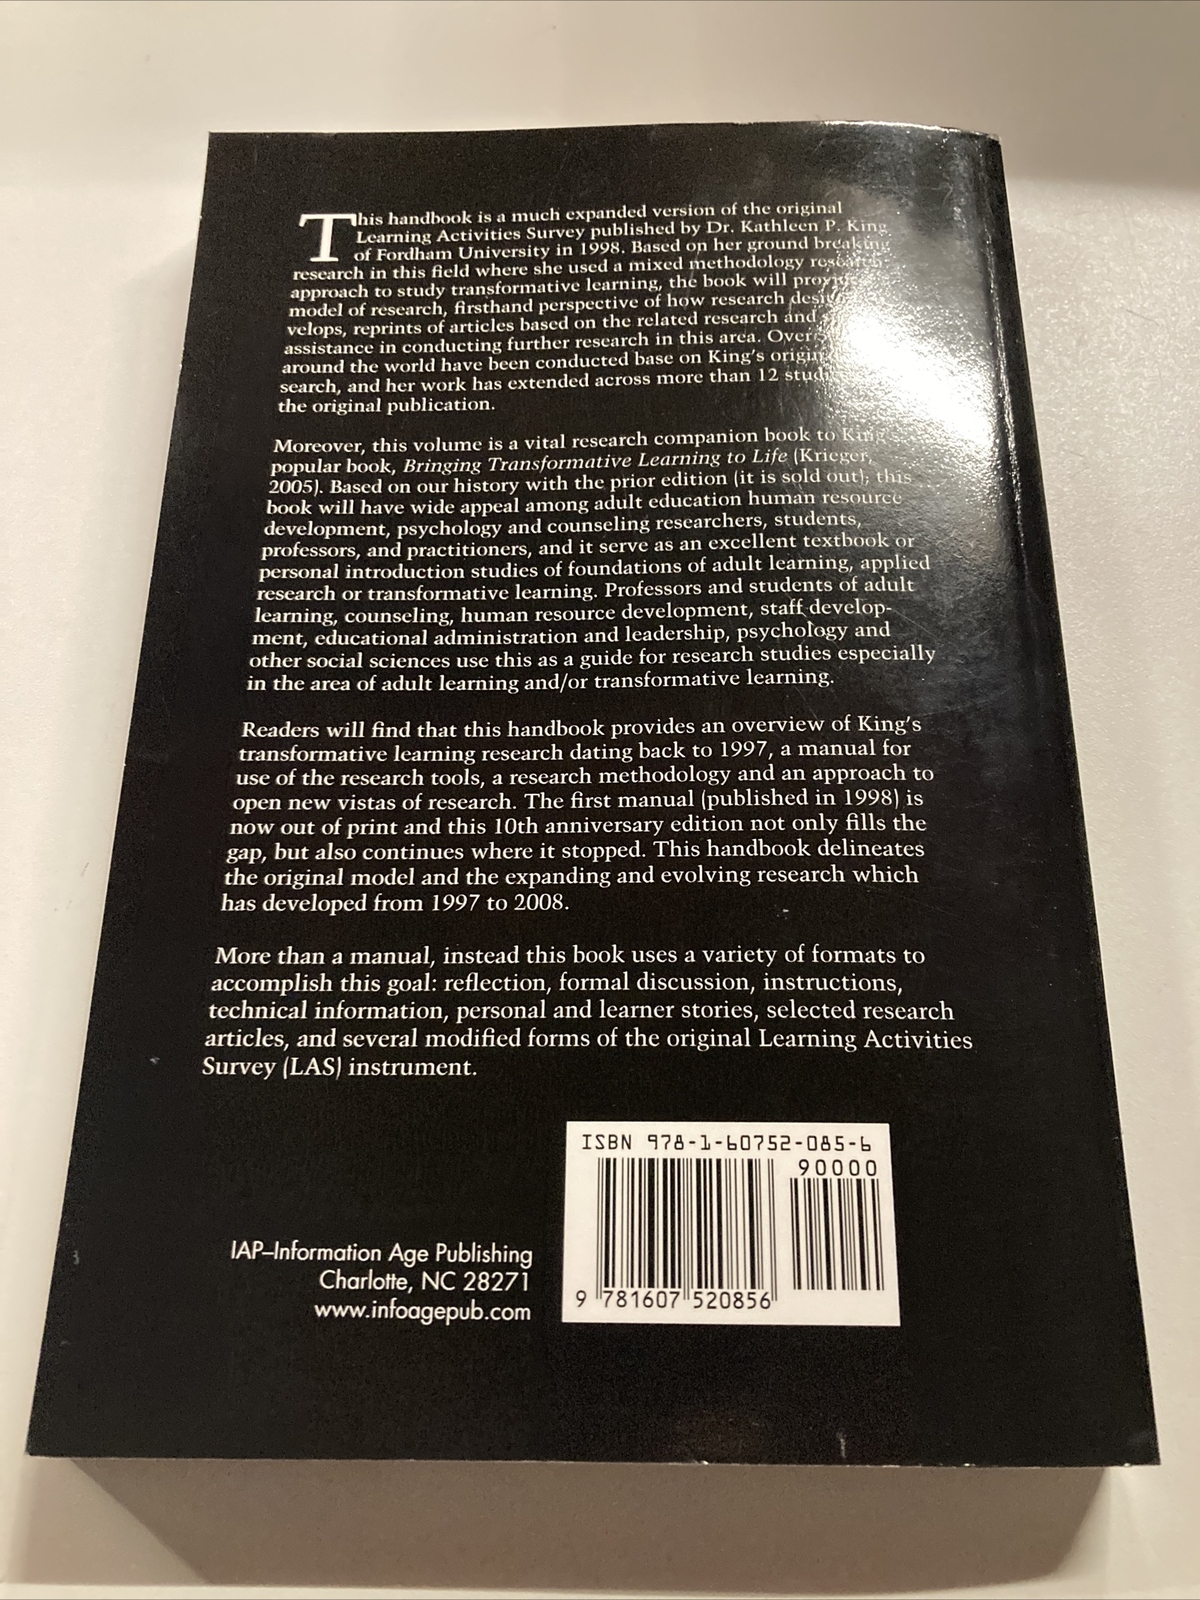 This handbook is a much expanded version of the original
Learning Activities Survey published by Dr. Kathleen P. King
of Fordham University in 1998. Based on her ground breaking
research in this field where she used a mixed methodology research
approach to study transformative learning, the book will
model of research, firsthand perspective of how research
velops, reprints of articles based on the related research and
assistance in conducting further research in this area. Over
around the world have been conducted base on King's
search, and her work has extended across more than 12
the original publication.
Moreover, this volume is a vital research companion book to King's
popular book, Bringing Transformative Learning to Life (Krieger,
2005). Based on our history with the prior edition (it is sold out); this
book will have wide appeal among adult education human resource
development, psychology and counseling researchers, students,
professors, and practitioners, and it serve as an excellent textbook or
personal introduction studies of foundations of adult learning, applied
research or transformative learning. Professors and students of adult
learning, counseling, human resource development, staff develop-
ment, educational administration and leadership, psychology and
other social sciences use this as a guide for research studies especially
in the area of adult learning and/or transformative learning.
Readers will find that this handbook provides an overview of King's
transformative learning research dating back to 1997, a manual for
use of the research tools, a research methodology and an approach to
open new vistas of research. The first manual (published in 1998) is
now out of print and this 10th anniversary edition not only fills the
gap, but also continues where it stopped. This handbook delineates
the original model and the expanding and evolving research which
has developed from 1997 to 2008.
More than a manual, instead this book uses a variety of formats to
accomplish this goal: reflection, formal discussion, instructions,
technical information, personal and learner stories, selected research
articles, and several modified forms of the original Learning Activities
Survey (LAS) instrument.
ISBN 978-1-60752-085-6
90000
9 781607 520856
IAP–Information Age Publishing
Charlotte, NC 28271
www.infoagepub.com